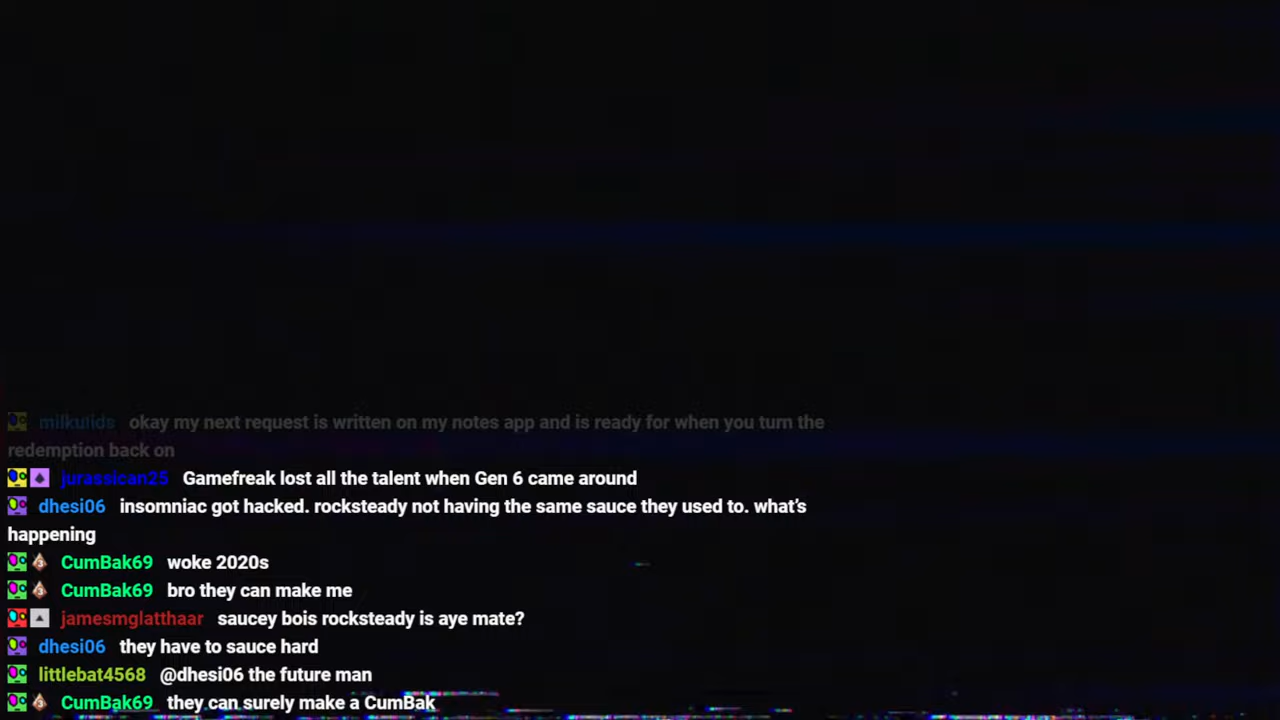 milkutids okay my next request is written on my notes app and is ready for when you turn the
redemption back on
jurassican25 Gamefreak lost all the talent when Gen 6 came around
dhesi06 insomniac got hacked. rocksteady not having the same sauce they used to. what's
happening
CumBak69 woke 2020s
CumBak69 bro they can make me
jamesmglatthaar saucey bois rocksteady is aye mate?
dhesi06 they have to sauce hard
littlebat4568 @dhesi06 the future man
CumBak69 they can surely make a CumBak